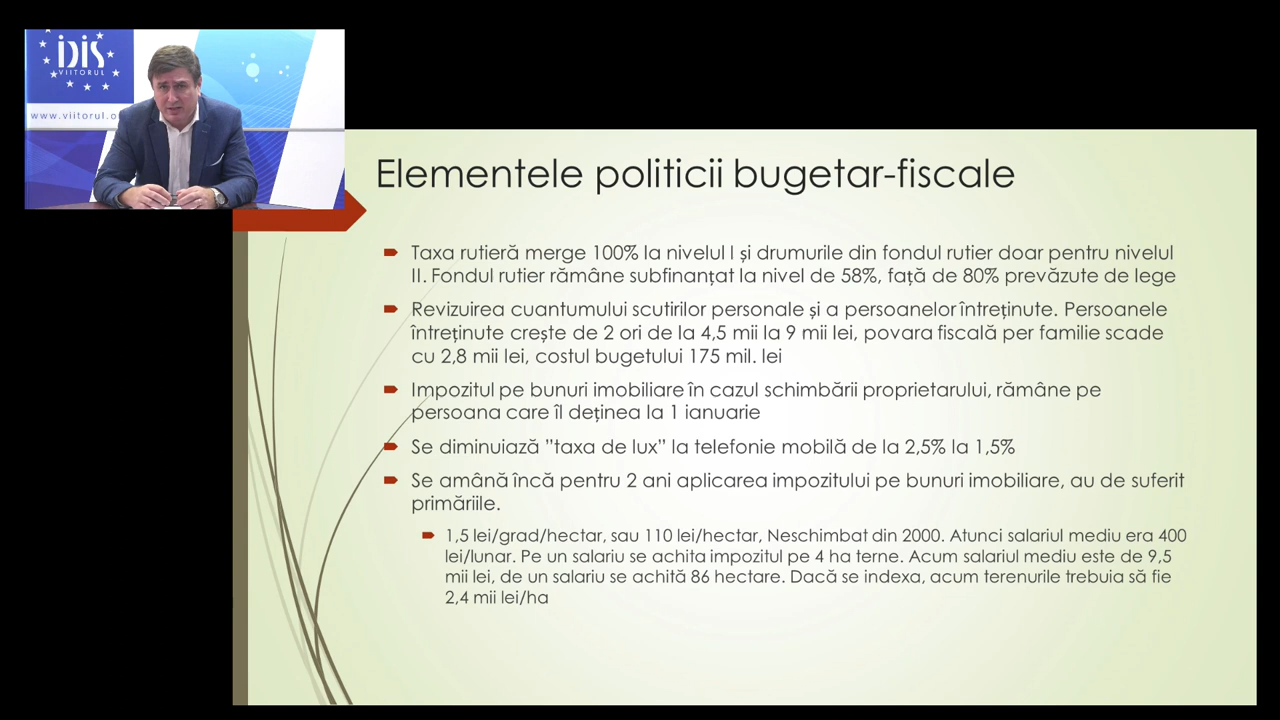 iDiS
VIITORUL
www.viitorul.o
Elementele politicii bugetar-fiscale
Taxa rutieră merge 100% la nivelul I și drumurile din fondul rutier doar pentru nivelul
II. Fondul rutier rămâne subfinanțat la nivel de 58%, față de 80% prevăzute de lege
Revizuirea cuantumului scutirilor personale și a persoanelor întreținute. Persoanele
întreținute crește de 2 ori de la 4,5 mii la 9 mii lei, povara fiscală per familie scade
cu 2,8 mii lei, costul bugetului 175 mil. lei
Impozitul pe bunuri imobiliare în cazul schimbării proprietarului, rămâne pe
persoana care îl deținea la 1 ianuarie
Se diminuiază ”taxa de lux” la telefonie mobilă de la 2,5% la 1,5%
Se amână încă pentru 2 ani aplicarea impozitului pe bunuri imobiliare, au de suferit
primăriile.
1,5 lei/grad/hectar, sau 110 lei/hectar, Neschimbat din 2000. Atunci salariul mediu era 400
lei/lunar. Pe un salariu se achita impozitul pe 4 ha terne. Acum salariul mediu este de 9,5
mii lei, de un salariu se achită 86 hectare. Dacă se indexa, acum terenurile trebuia să fie
2,4 mii lei/ha